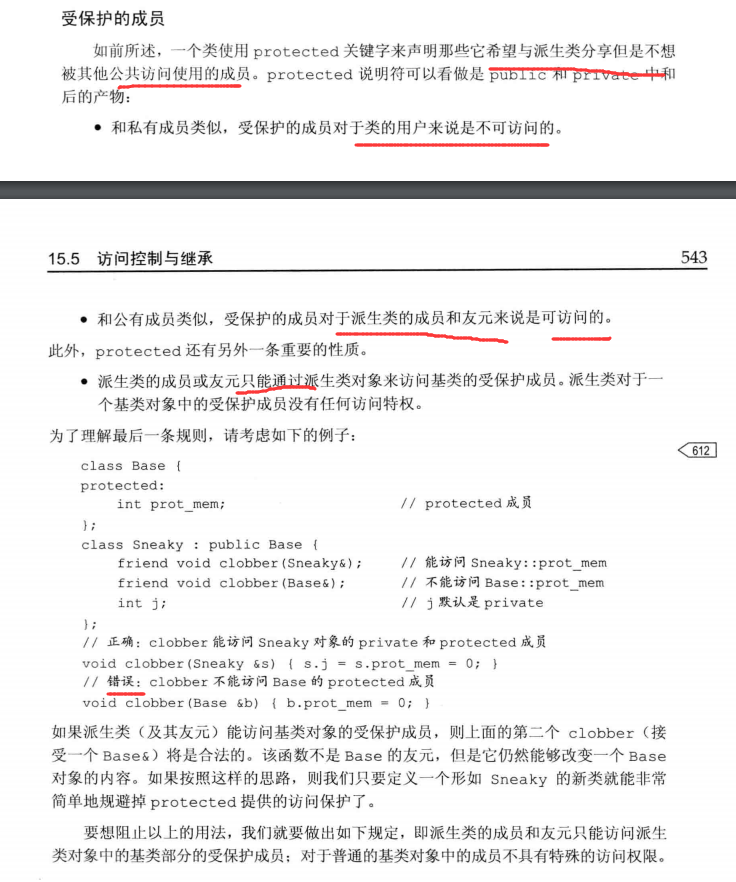 受保护的成员
如前所述，一个类使用 protected 关键字来声明那些它希望与派生类分享但是不想
被其他公共访问使用的成员。protected 说明符可以看做是 public 和 private 中和
后的产物：
• 和私有成员类似，受保护的成员对于类的用户来说是不可访问的。
15.5 访问控制与继承 543
• 和公有成员类似，受保护的成员对于派生类的成员和友元来说是可访问的。
此外，protected 还有另外一条重要的性质。
• 派生类的成员或友元只能通过派生类对象来访问基类的受保护成员。派生类对于一
个基类对象中的受保护成员没有任何访问特权。
为了理解最后一条规则，请考虑如下的例子：
612
class Base {
protected:
int prot_mem; // protected 成员
};
class Sneaky : public Base {
friend void clobber(Sneaky&); // 能访问 Sneaky::prot_mem
friend void clobber(Base&); // 不能访问 Base::prot_mem
int j; // j 默认是 private
};
// 正确：clobber 能访问 Sneaky 对象的 private 和 protected 成员
void clobber(Sneaky &s) { s.j = s.prot_mem = 0; }
// 错误：clobber 不能访问 Base 的 protected 成员
void clobber(Base &b) { b.prot_mem = 0; }
如果派生类（及其友元）能访问基类对象的受保护成员，则上面的第二个 clobber（接
受一个 Base&）将是合法的。该函数不是 Base 的友元，但是它仍然能够改变一个 Base
对象的内容。如果按照这样的思路，则我们只要定义一个形如 Sneaky 的新类就能非常
简单地规避掉 protected 提供的访问保护了。
要想阻止以上的用法，我们就要做出如下规定，即派生类的成员和友元只能访问派生
类对象中的基类部分的受保护成员；对于普通的基类对象中的成员不具有特殊的访问权限。